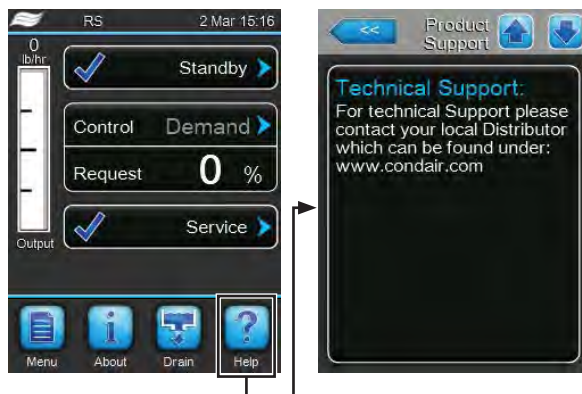 RS 2 Mar 15:16
0
lb/hr
Standby
Control Demand
Request 0 %
Service
Output
Menu About Drain Help
<< Product
Support
Technical Support:
For technical Support please
contact your local Distributor
which can be found under:
www.condair.com